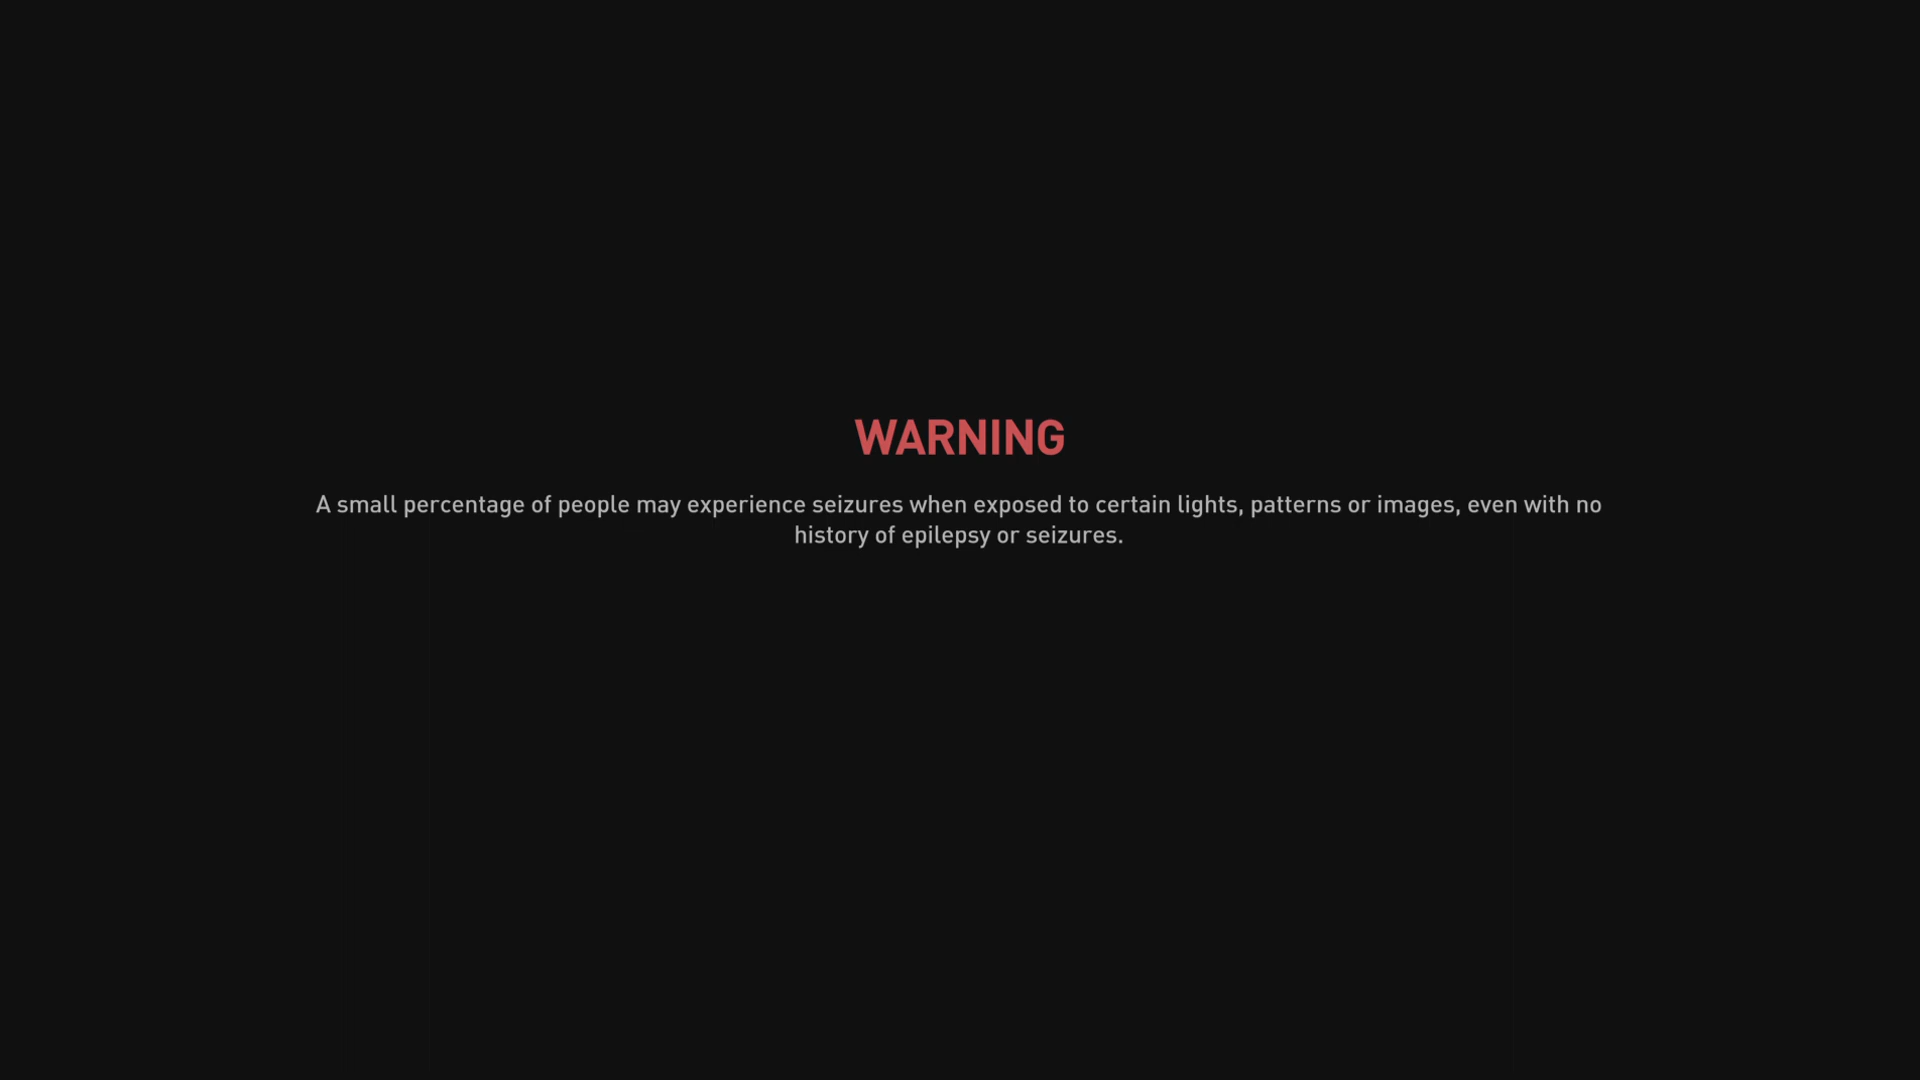 WARNING
A small percentage of people may experience seizures when exposed to certain lights, patterns or images, even with no
history of epilepsy or seizures.